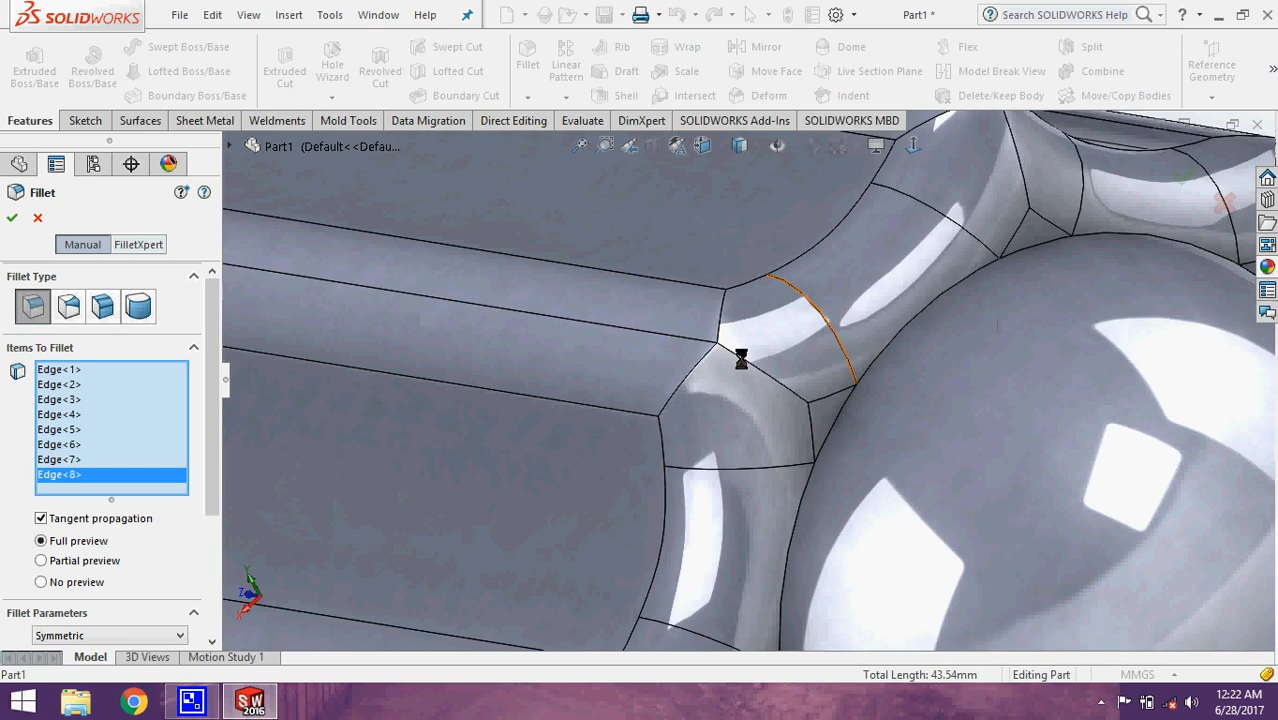 SOLIDWORKS File Edit View Insert Tools Window Help Part1 * Search SOLIDWORKS Help
Extruded Boss/Base
Revolved Boss/Base
Swept Boss/Base
Lofted Boss/Base
Boundary Boss/Base
Extruded Cut
Hole Wizard
Revolved Cut
Swept Cut
Lofted Cut
Boundary Cut
Fillet
Linear Pattern
Rib
Draft
Shell
Wrap
Scale
Intersect
Mirror
Move Face
Deform
Dome
Live Section Plane
Indent
Flex
Model Break View
Delete/Keep Body
Split
Combine
Move/Copy Bodies
Reference Geometry
Features Sketch Surfaces Sheet Metal Weldments Mold Tools Data Migration Direct Editing Evaluate DimXpert SOLIDWORKS Add-Ins SOLIDWORKS MBD
Part1 (Default<<Defau...
Fillet
Manual FilletXpert
Fillet Type
Items To Fillet
Edge<1>
Edge<2>
Edge<3>
Edge<4>
Edge<5>
Edge<6>
Edge<7>
Edge<8>
Tangent propagation
Full preview
Partial preview
No preview
Fillet Parameters
Symmetric
Y
Z
X
Model 3D Views Motion Study 1
Part1 Total Length: 43.54mm Editing Part MMGS
SW
2016
12:22 AM
6/28/2017